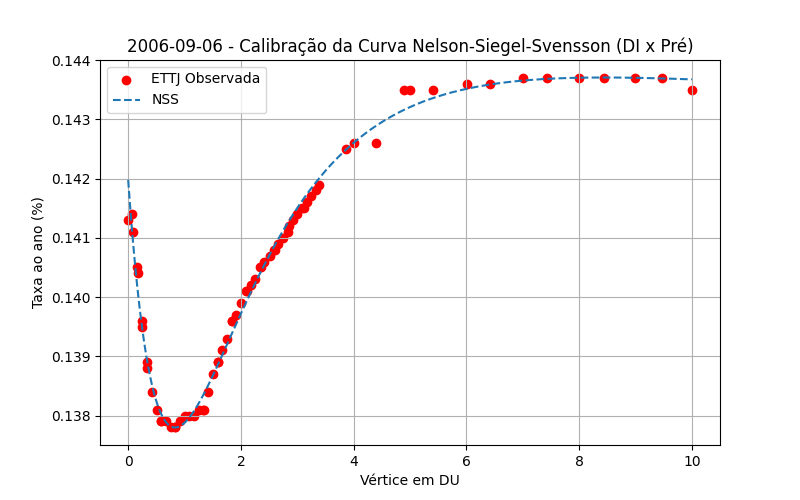 2006-09-06 - Calibração da Curva Nelson-Siegel-Svensson (DI x Pré)
0.144
0.143
0.142
0.141
0.140
0.139
0.138
Taxa ao ano (%)
ETTJ Observada
NSS
0
2
4
6
8
10
Vértice em DU